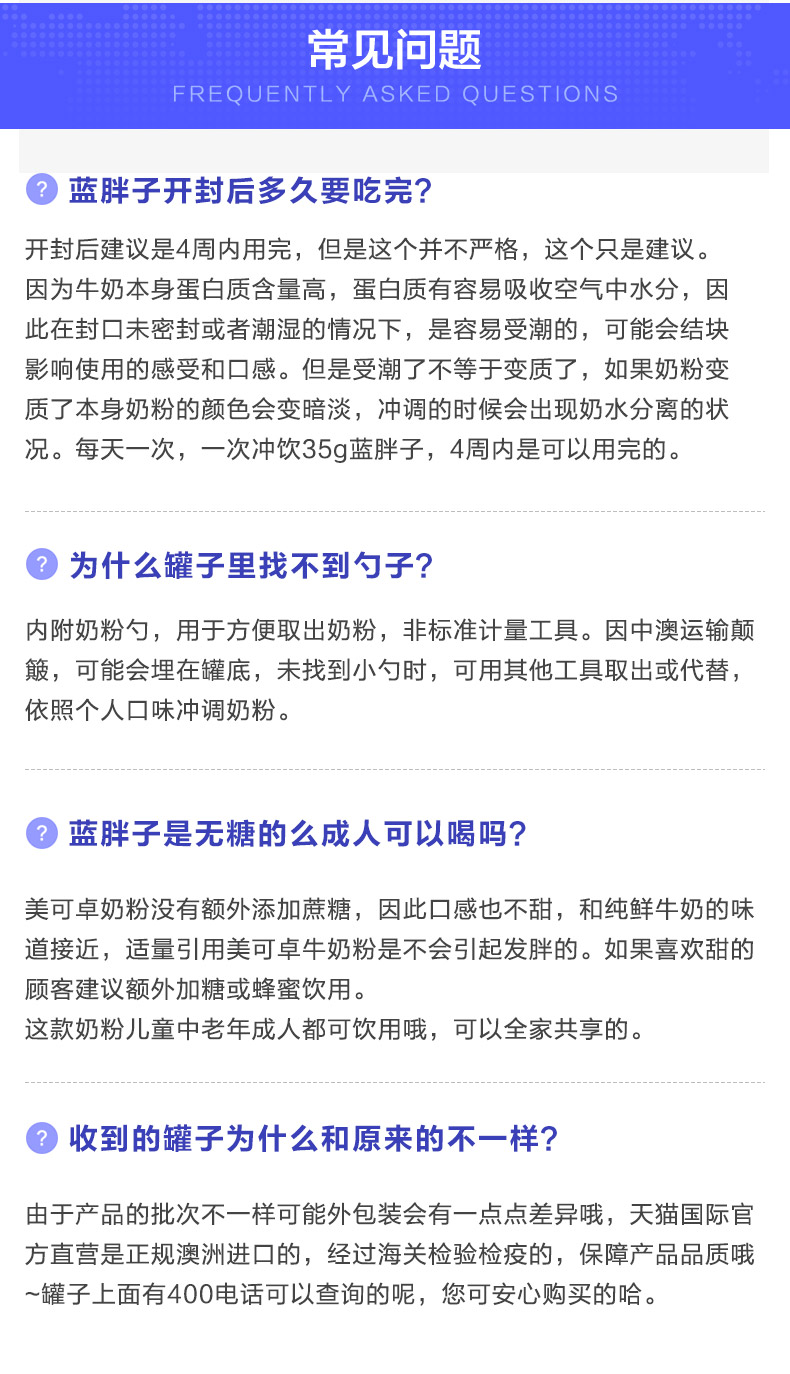 常见问题
FREQUENTLY ASKED QUESTIONS
? 蓝胖子开封后多久要吃完?
开封后建议是4周内用完，但是这个并不严格，这个只是建议。
因为牛奶本身蛋白质含量高，蛋白质有容易吸收空气中水分，因
此在封口未密封或者潮湿的情况下，是容易受潮的，可能会结块
影响使用的感受和口感。但是受潮了不等于变质了，如果奶粉变
质了本身奶粉的颜色会变暗淡，冲调的时候会出现奶水分离的状
况。每天一次，一次冲饮35g蓝胖子，4周内是可以用完的。
? 为什么罐子里找不到勺子?
内附奶粉勺，用于方便取出奶粉，非标准计量工具。因中澳运输颠
簸，可能会埋在罐底，未找到小勺时，可用其他工具取出或代替，
依照个人口味冲调奶粉。
? 蓝胖子是无糖的么成人可以喝吗?
美可卓奶粉没有额外添加蔗糖，因此口感也不甜，和纯鲜牛奶的味
道接近，适量引用美可卓牛奶粉是不会引起发胖的。如果喜欢甜的
顾客建议额外加糖或蜂蜜饮用。
这款奶粉儿童中老年成人都可饮用哦，可以全家共享的。
? 收到的罐子为什么和原来的不一样?
由于产品的批次不一样可能外包装会有一点点差异哦，天猫国际官
方直营是正规澳洲进口的，经过海关检验检疫的，保障产品品质哦
~罐子上面有400电话可以查询的呢，您可安心购买的哈。